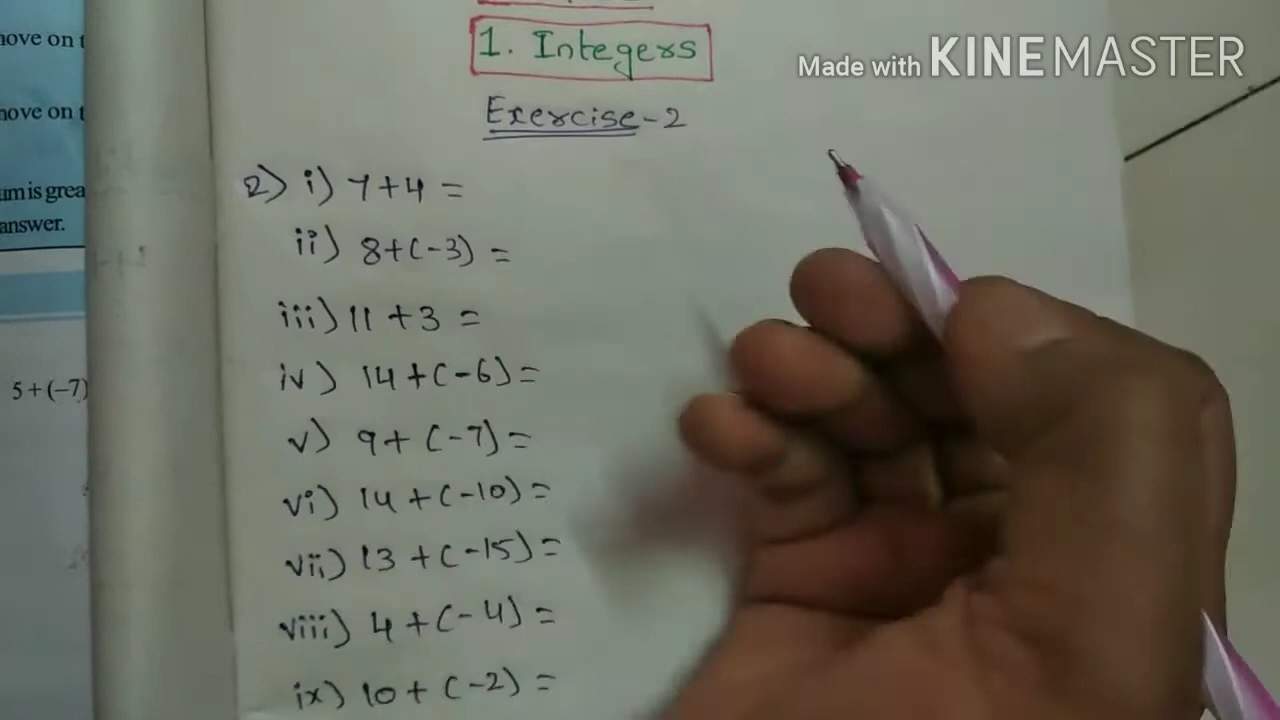 nove on t
nove on t
um is grea
answer.
5+(−7)
1. Integers
Exercise-2
2) i) 7+4 =
ii) 8+(-3) =
iii) 11 +3 =
iv) 14+(-6)=
v) 9+ (-7)=
vi) 14 +(-10)=
vii) 13 +(-15)=
viii) 4 +(-4)=
ix) 10 + (-2) =
Made with KINEMASTER